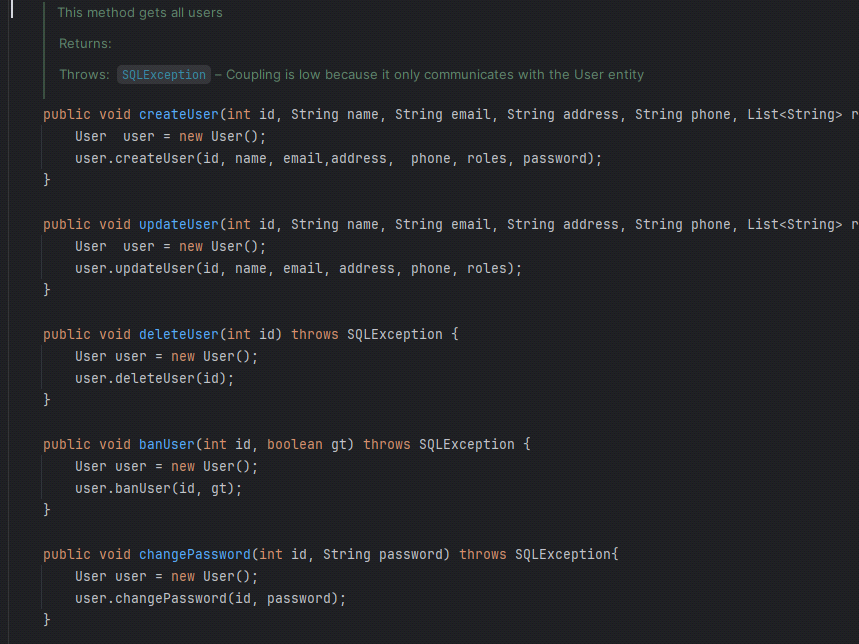 This method gets all users
Returns:
Throws: SQLException – Coupling is low because it only communicates with the User entity
public void createUser(int id, String name, String email, String address, String phone, List<String> r
User  user = new User();
user.createUser(id, name, email,address,  phone, roles, password);
}
public void updateUser(int id, String name, String email, String address, String phone, List<String> r
User  user = new User();
user.updateUser(id, name, email, address, phone, roles);
}
public void deleteUser(int id) throws SQLException {
User user = new User();
user.deleteUser(id);
}
public void banUser(int id, boolean gt) throws SQLException {
User user = new User();
user.banUser(id, gt);
}
public void changePassword(int id, String password) throws SQLException{
User user = new User();
user.changePassword(id, password);
}